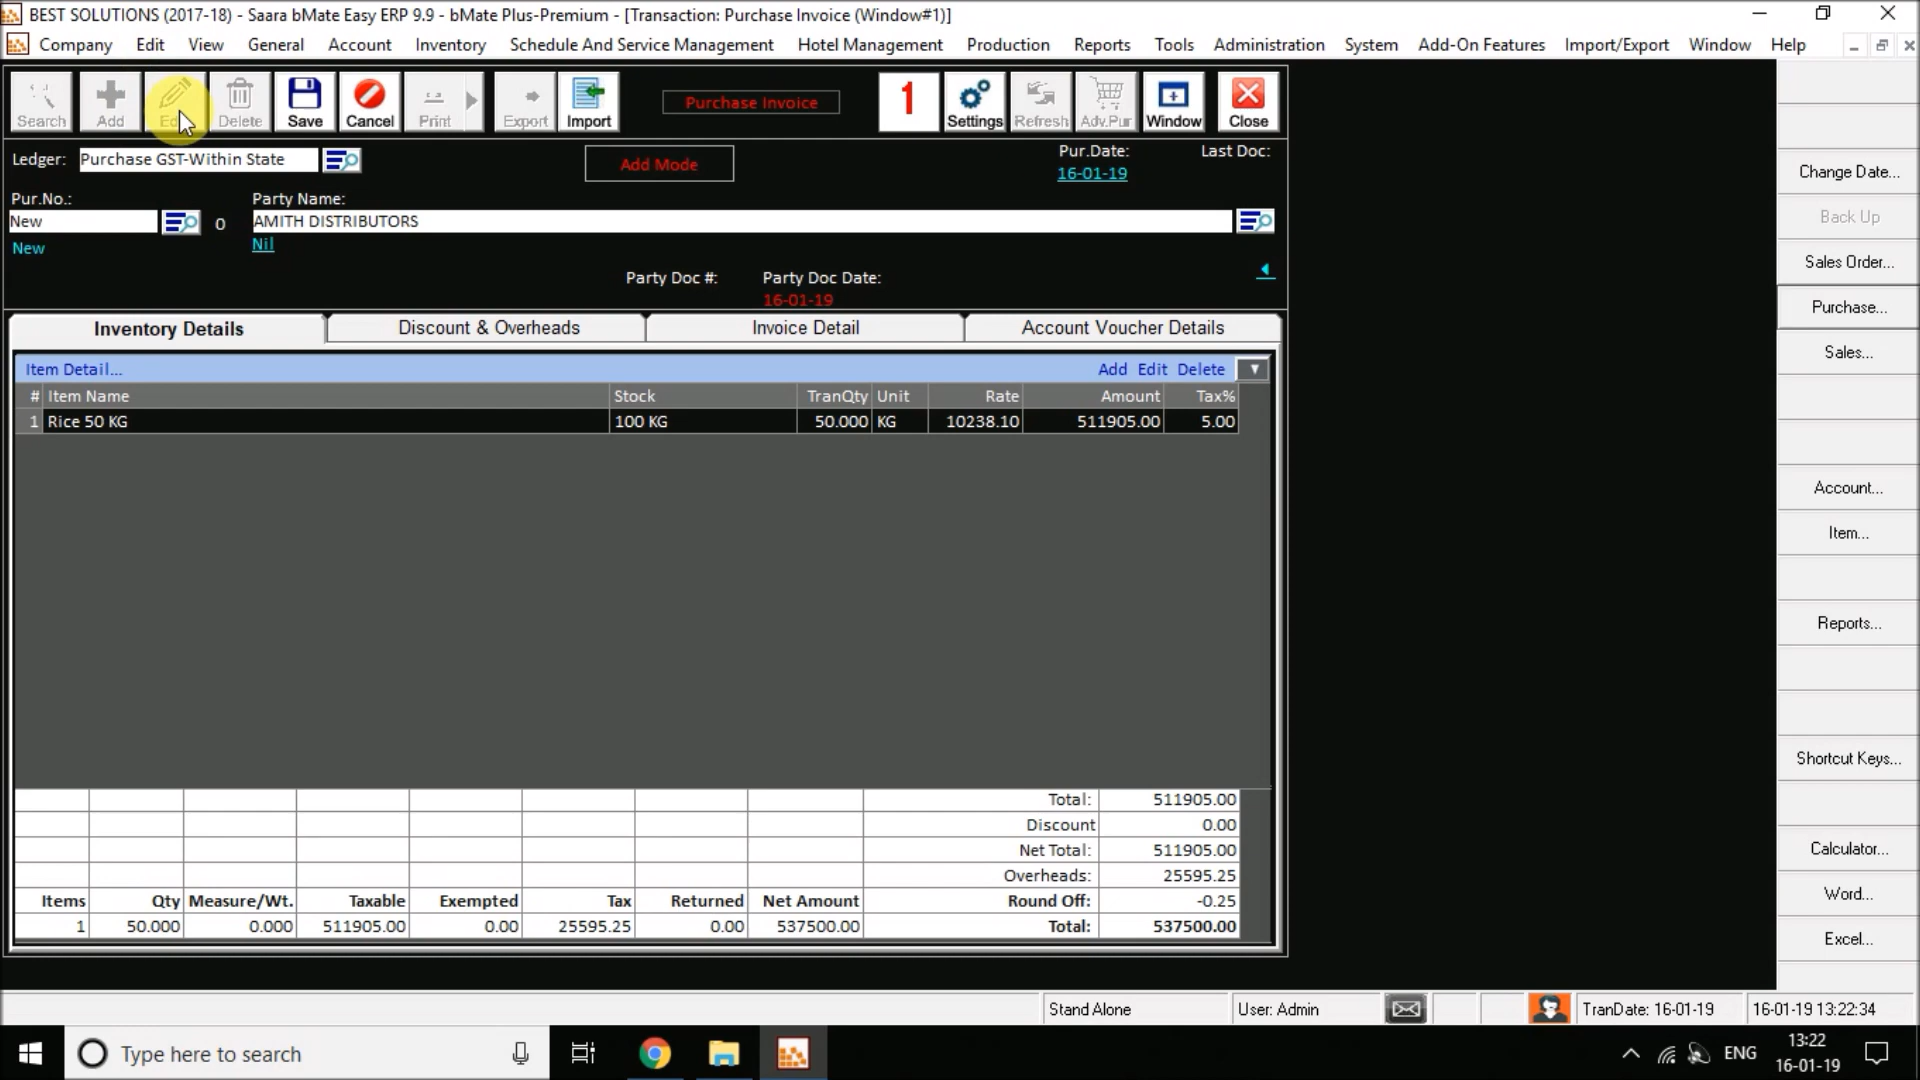 BEST SOLUTIONS (2017-18) - Saara bMate Easy ERP 9.9 - bMate Plus-Premium - [Transaction: Purchase Invoice (Window#1)]
Company Edit View General Account Inventory Schedule And Service Management Hotel Management Production Reports Tools Administration System Add-On Features Import/Export Window Help
Search Add Delete Save Cancel Print Export Import Purchase Invoice 1 Settings Refresh Adv.Pur Window Close
Ledger: Purchase GST-Within State
Add Mode
Pur.Date: Last Doc:
16-01-19
Pur.No.: Party Name:
New 0 AMITH DISTRIBUTORS
New Nil
Party Doc #: Party Doc Date:
16-01-19
Inventory Details Discount & Overheads Invoice Detail Account Voucher Details
Item Detail... Add Edit Delete
# Item Name Stock TranQty Unit Rate Amount Tax%
1 Rice 50 KG 100 KG 50.000 KG 10238.10 511905.00 5.00
Total: 511905.00
Discount 0.00
Net Total: 511905.00
Overheads: 25595.25
Items Qty Measure/Wt. Taxable Exempted Tax Returned Net Amount Round Off: -0.25
1 50.000 0.000 511905.00 0.00 25595.25 0.00 537500.00 Total: 537500.00
Change Date...
Back Up
Sales Order...
Purchase...
Sales...
Account...
Item...
Reports...
Shortcut Keys...
Calculator...
Word...
Excel...
Stand Alone User: Admin TranDate: 16-01-19 16-01-19 13:22:34
Type here to search
ENG
13:22
16-01-19